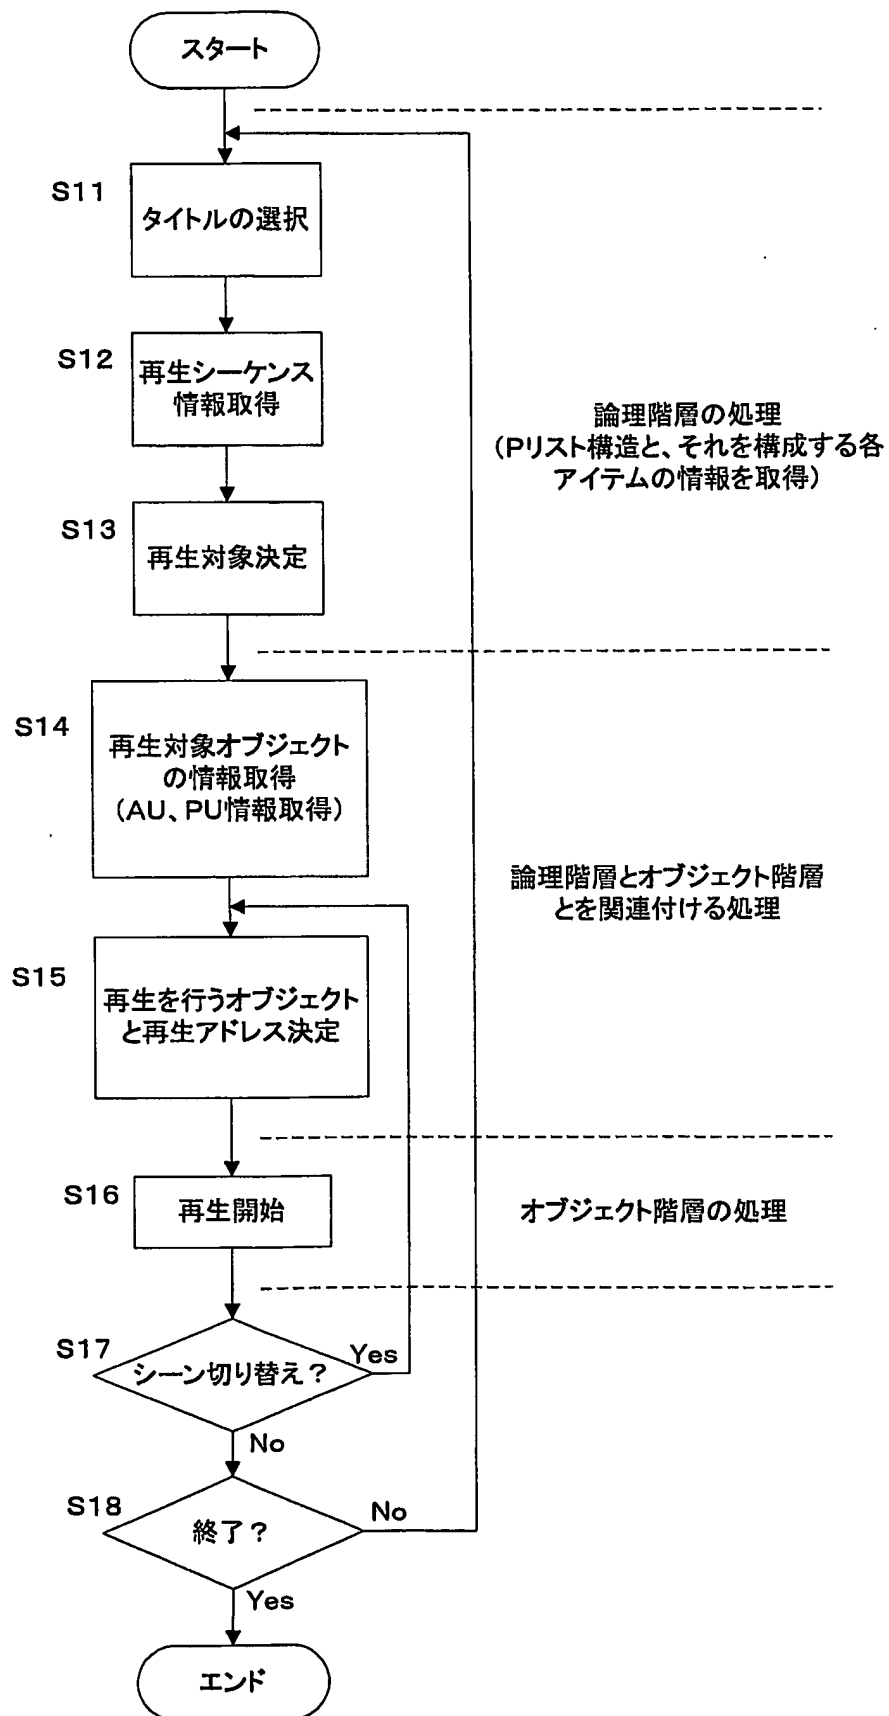 スタート
S11
タイトルの選択
S12
再生シーケンス
情報取得
論理階層の処理
(Pリスト構造と、それを構成する各
アイテムの情報を取得)
S13
再生対象決定
S14
再生対象オブジェクト
の情報取得
(AU、PU情報取得)
論理階層とオブジェクト階層
とを関連付ける処理
S15
再生を行うオブジェクト
と再生アドレス決定
S16
再生開始
オブジェクト階層の処理
S17
シーン切り替え？
Yes
No
S18
終了？
No
Yes
エンド